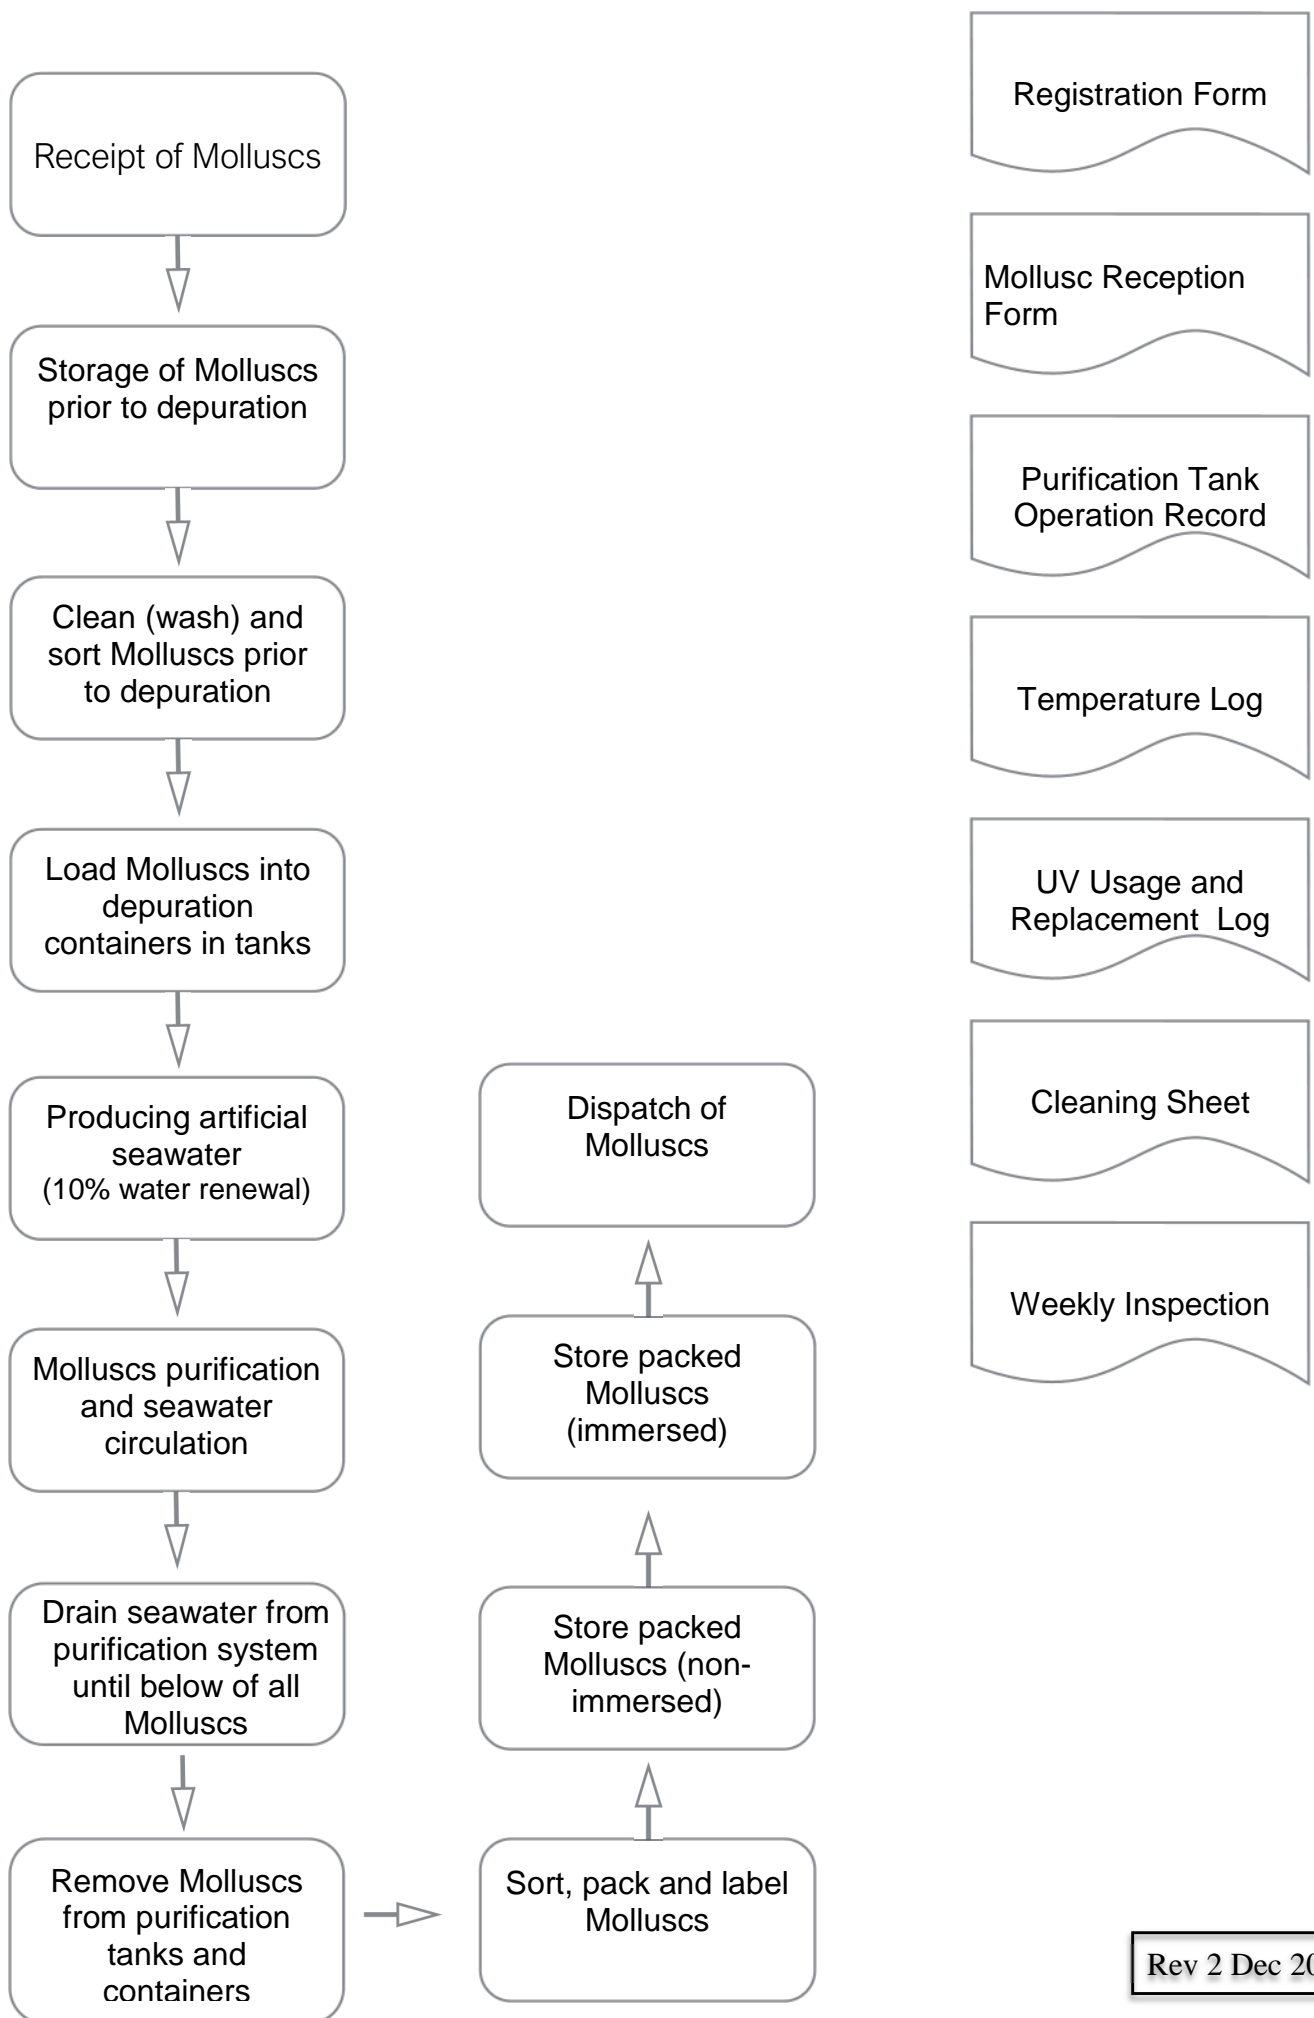 Receipt of Molluscs
Storage of Molluscs
prior to depuration
Clean (wash) and
sort Molluscs prior
to depuration
Load Molluscs into
depuration
containers in tanks
Producing artificial
seawater
(10% water renewal)
Molluscs purification
and seawater
circulation
Drain seawater from
purification system
until below of all
Molluscs
Remove Molluscs
from purification
tanks and
containers
Sort, pack and label
Molluscs
Store packed
Molluscs (non-
immersed)
Store packed
Molluscs
(immersed)
Dispatch of
Molluscs
Registration Form
Mollusc Reception
Form
Purification Tank
Operation Record
Temperature Log
UV Usage and
Replacement Log
Cleaning Sheet
Weekly Inspection
Rev 2 Dec 20